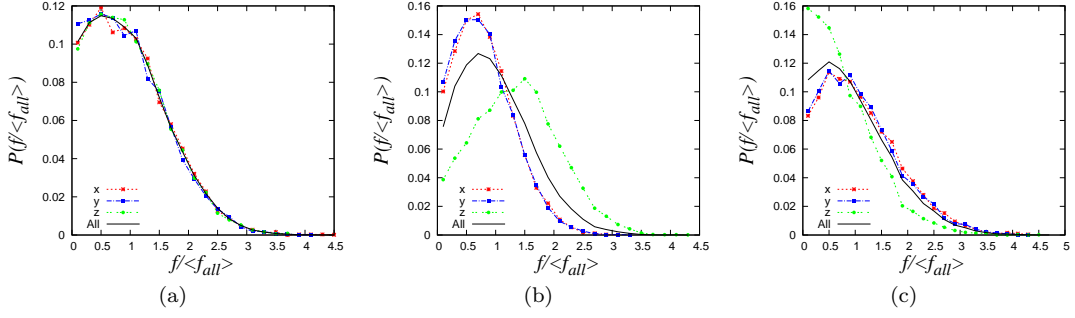 P(f/<f_all>)
0.12
0.1
0.08
0.06
0.04
0.02
0
x
y
z
All
0 0.5 1 1.5 2 2.5 3 3.5 4 4.5
f/<f_all>
(a)
P(f/<f_all>)
0.16
0.14
0.12
0.1
0.08
0.06
0.04
0.02
0
x
y
z
All
0 0.5 1 1.5 2 2.5 3 3.5 4 4.5
f/<f_all>
(b)
P(f/<f_all>)
0.16
0.14
0.12
0.1
0.08
0.06
0.04
0.02
0
x
y
z
All
0 0.5 1 1.5 2 2.5 3 3.5 4 4.5 5
f/<f_all>
(c)